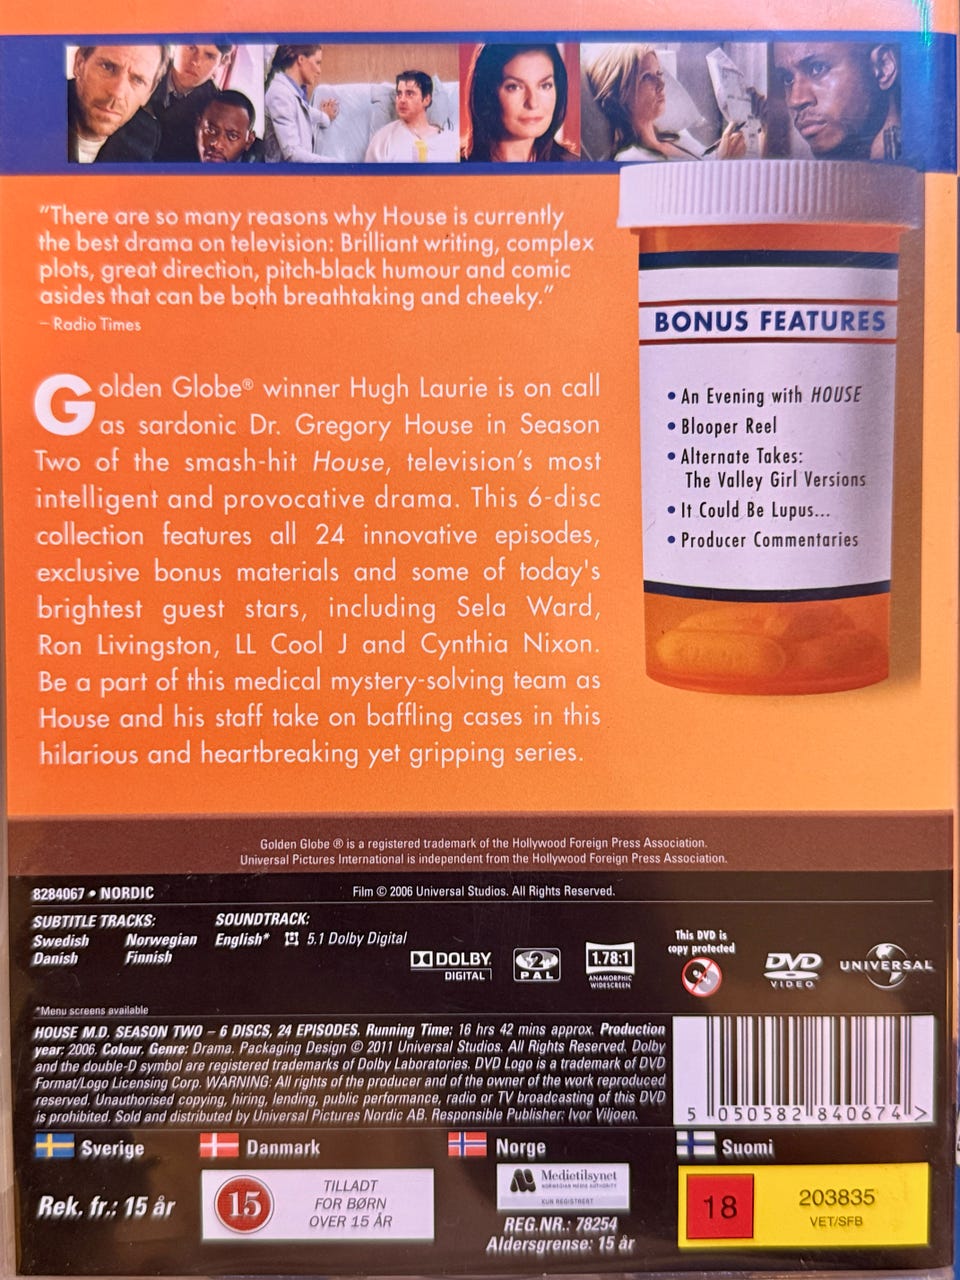 "There are so many reasons why House is currently
the best drama on television: Brilliant writing, complex
plots, great direction, pitch-black humour and comic
asides that can be both breathtaking and cheeky."
– Radio Times
Golden Globe® winner Hugh Laurie is on call
as sardonic Dr. Gregory House in Season
Two of the smash-hit House, television's most
intelligent and provocative drama. This 6-disc
collection features all 24 innovative episodes,
exclusive bonus materials and some of today's
brightest guest stars, including Sela Ward,
Ron Livingston, LL Cool J and Cynthia Nixon.
Be a part of this medical mystery-solving team as
House and his staff take on baffling cases in this
hilarious and heartbreaking yet gripping series.
BONUS FEATURES
• An Evening with HOUSE
• Blooper Reel
• Alternate Takes:
The Valley Girl Versions
• It Could Be Lupus...
• Producer Commentaries
Golden Globe ® is a registered trademark of the Hollywood Foreign Press Association.
Universal Pictures International is independent from the Hollywood Foreign Press Association.
8284067 • NORDIC
Film © 2006 Universal Studios. All Rights Reserved.
SUBTITLE TRACKS:
Swedish Norwegian
Danish Finnish
SOUNDTRACK:
English* 5.1 Dolby Digital
DOLBY
DIGITAL
2
PAL
1.78:1
ANAMORPHIC
WIDESCREEN
This DVD is
copy protected
DVD
VIDEO
UNIVERSAL
*Menu screens available
HOUSE M.D. SEASON TWO – 6 DISCS, 24 EPISODES. Running Time: 16 hrs 42 mins approx. Production
year: 2006. Colour. Genre: Drama. Packaging Design © 2011 Universal Studios. All Rights Reserved. Dolby
and the double-D symbol are registered trademarks of Dolby Laboratories. DVD Logo is a trademark of DVD
Format/Logo Licensing Corp. WARNING: All rights of the producer and of the owner of the work reproduced
reserved. Unauthorised copying, hiring, lending, public performance, radio or TV broadcasting of this DVD
is prohibited. Sold and distributed by Universal Pictures Nordic AB. Responsible Publisher: Ivor Viljoen.
5 050582 840674 >
Sverige
Rek. fr.: 15 år
Danmark
15
TILLADT
FOR BØRN
OVER 15 ÅR
Norge
Medietilsynet
NORWEGIAN MEDIA AUTHORITY
KUN REGISTRERT
REG.NR.: 78254
Aldersgrense: 15 år
Suomi
18
203835
VET/SFB